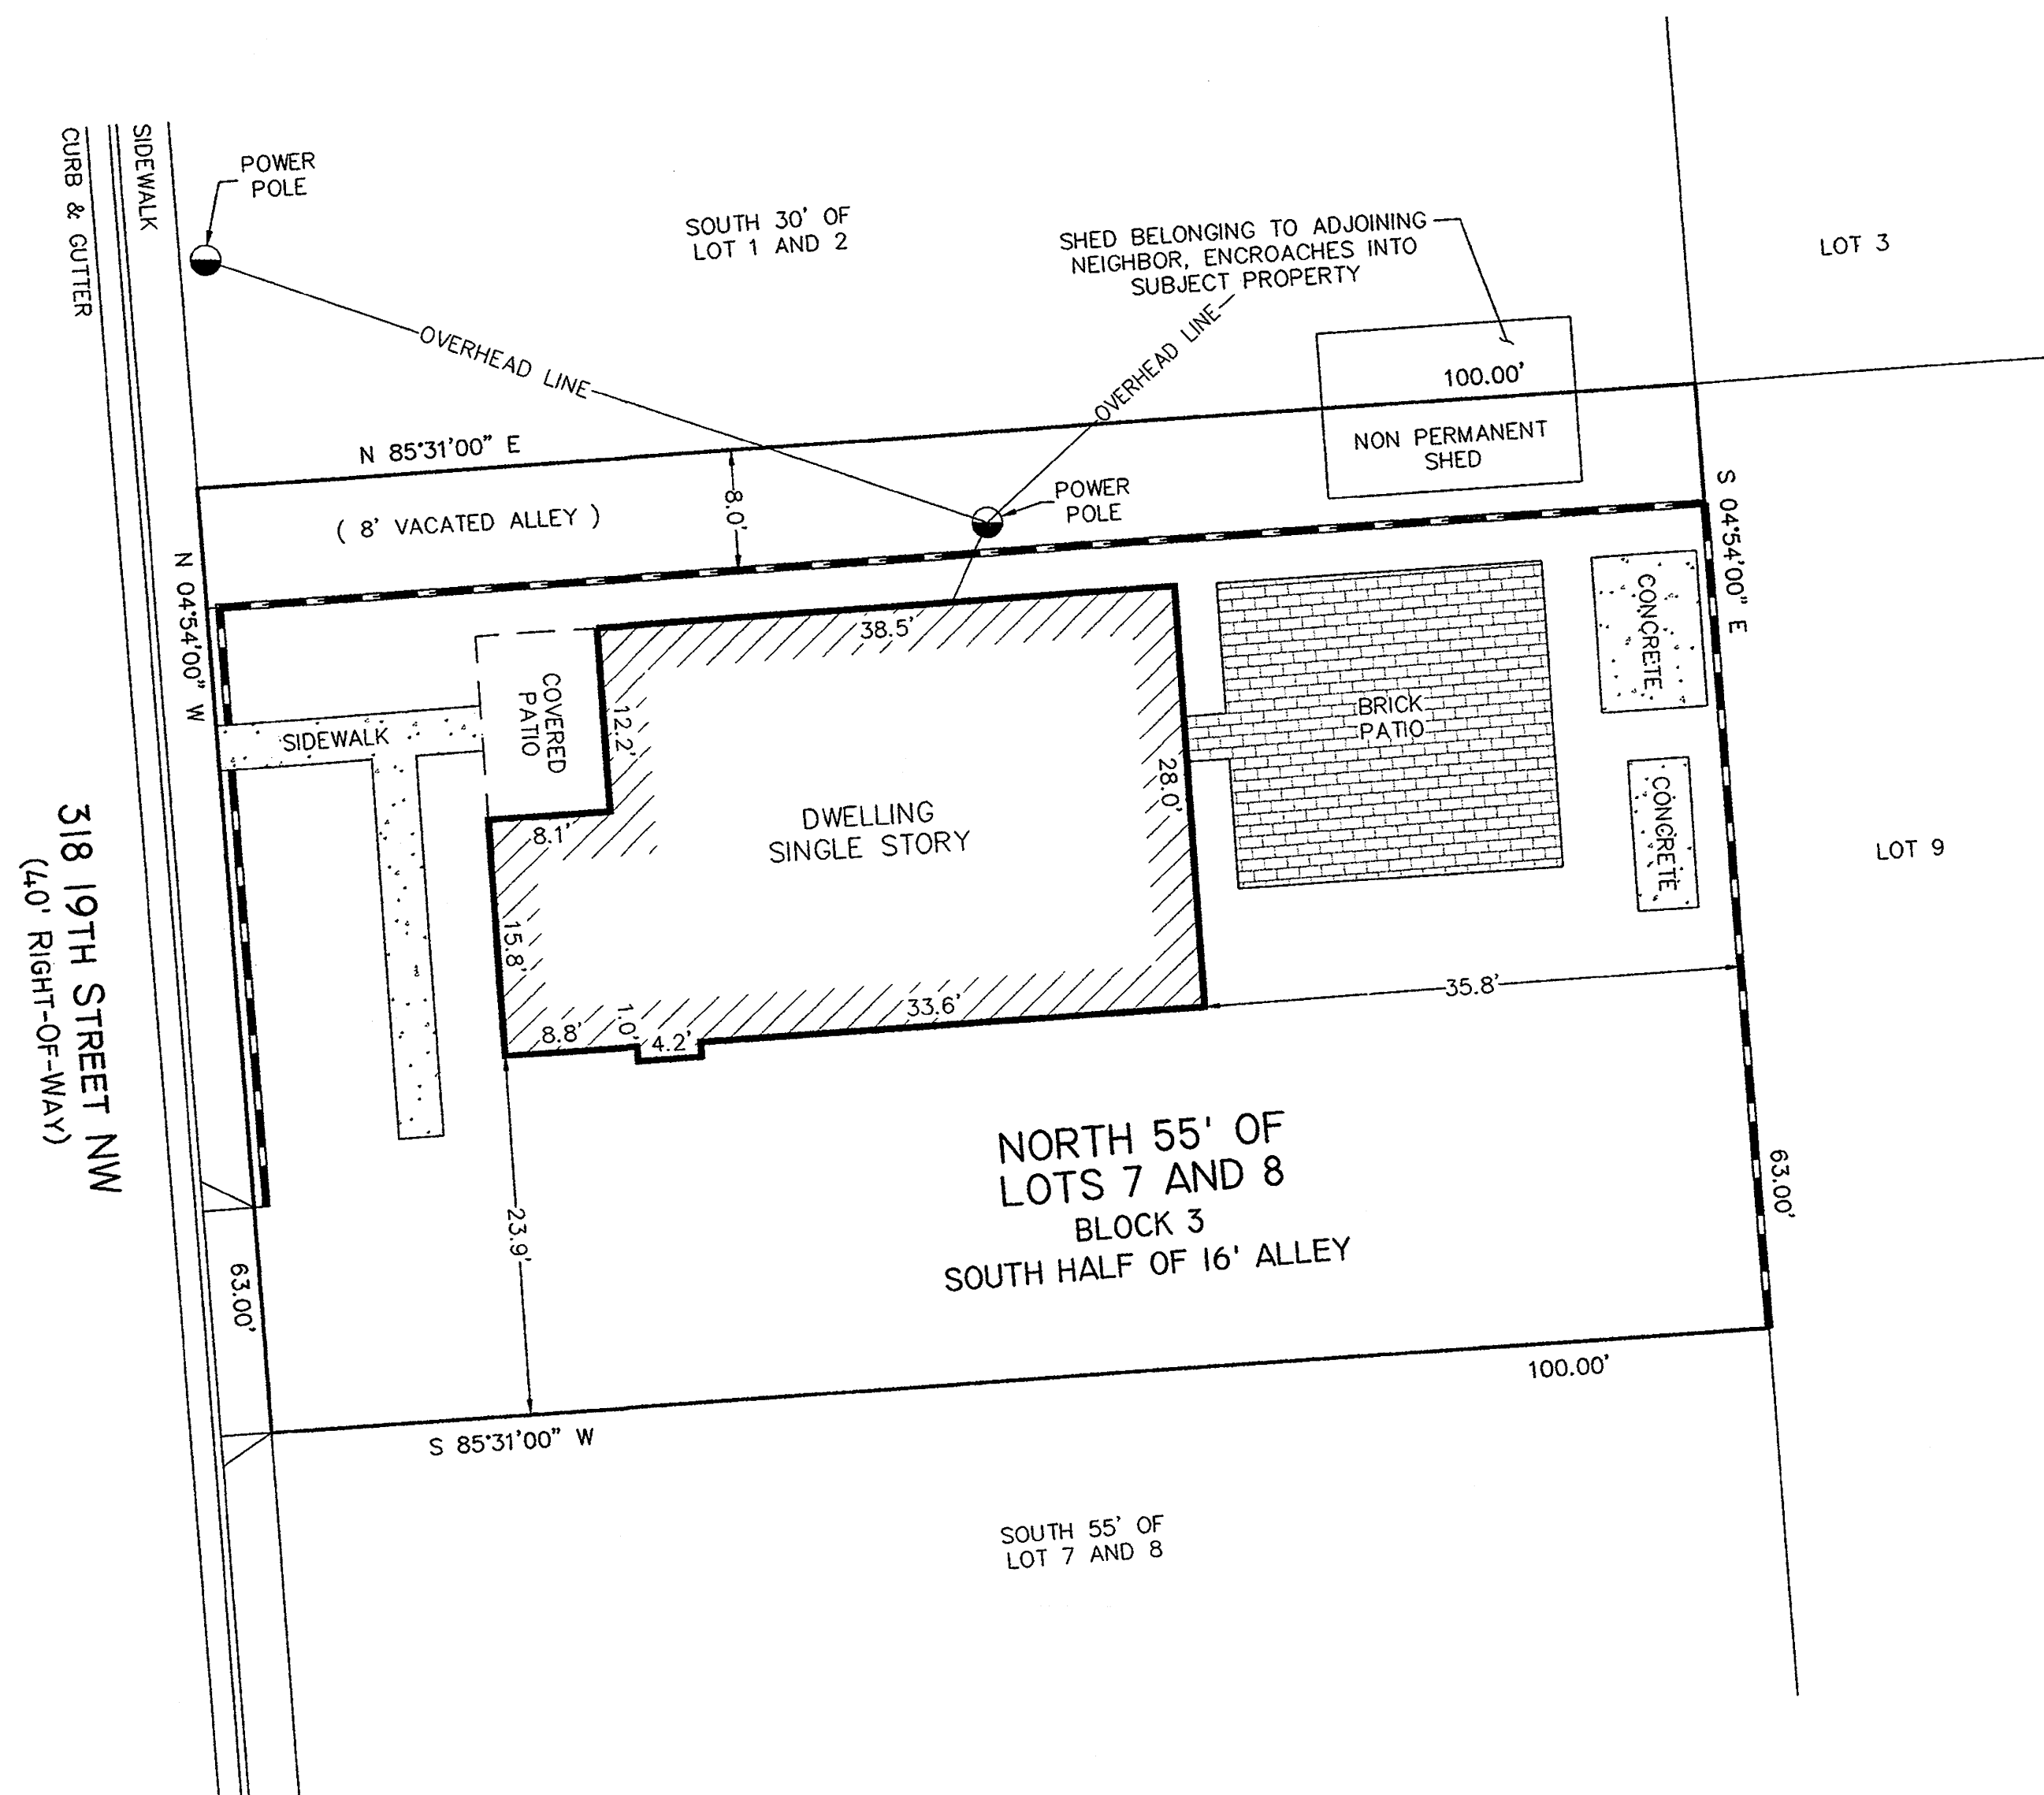 SIDEWALK
CURB & GUTTER
POWER
POLE
SOUTH 30' OF
LOT 1 AND 2
SHED BELONGING TO ADJOINING
NEIGHBOR, ENCROACHES INTO
SUBJECT PROPERTY
LOT 3
OVERHEAD LINE
OVERHEAD LINE
100.00'
NON PERMANENT
SHED
N 85°31'00" E
( 8' VACATED ALLEY )
8.0'
POWER
POLE
S 04°54'00" E
N 04°54'00" W
38.5'
COVERED
PATIO
12.2'
SIDEWALK
8.1'
DWELLING
SINGLE STORY
28.0'
BRICK
PATIO
CONCRETE
CONCRETE
LOT 9
318 19TH STREET NW
(40' RIGHT-OF-WAY)
15.8'
8.8'
1.0'
4.2'
33.6'
35.8'
NORTH 55' OF
LOTS 7 AND 8
BLOCK 3
SOUTH HALF OF 16' ALLEY
23.9'
63.00'
63.00'
100.00'
S 85°31'00" W
SOUTH 55' OF
LOT 7 AND 8